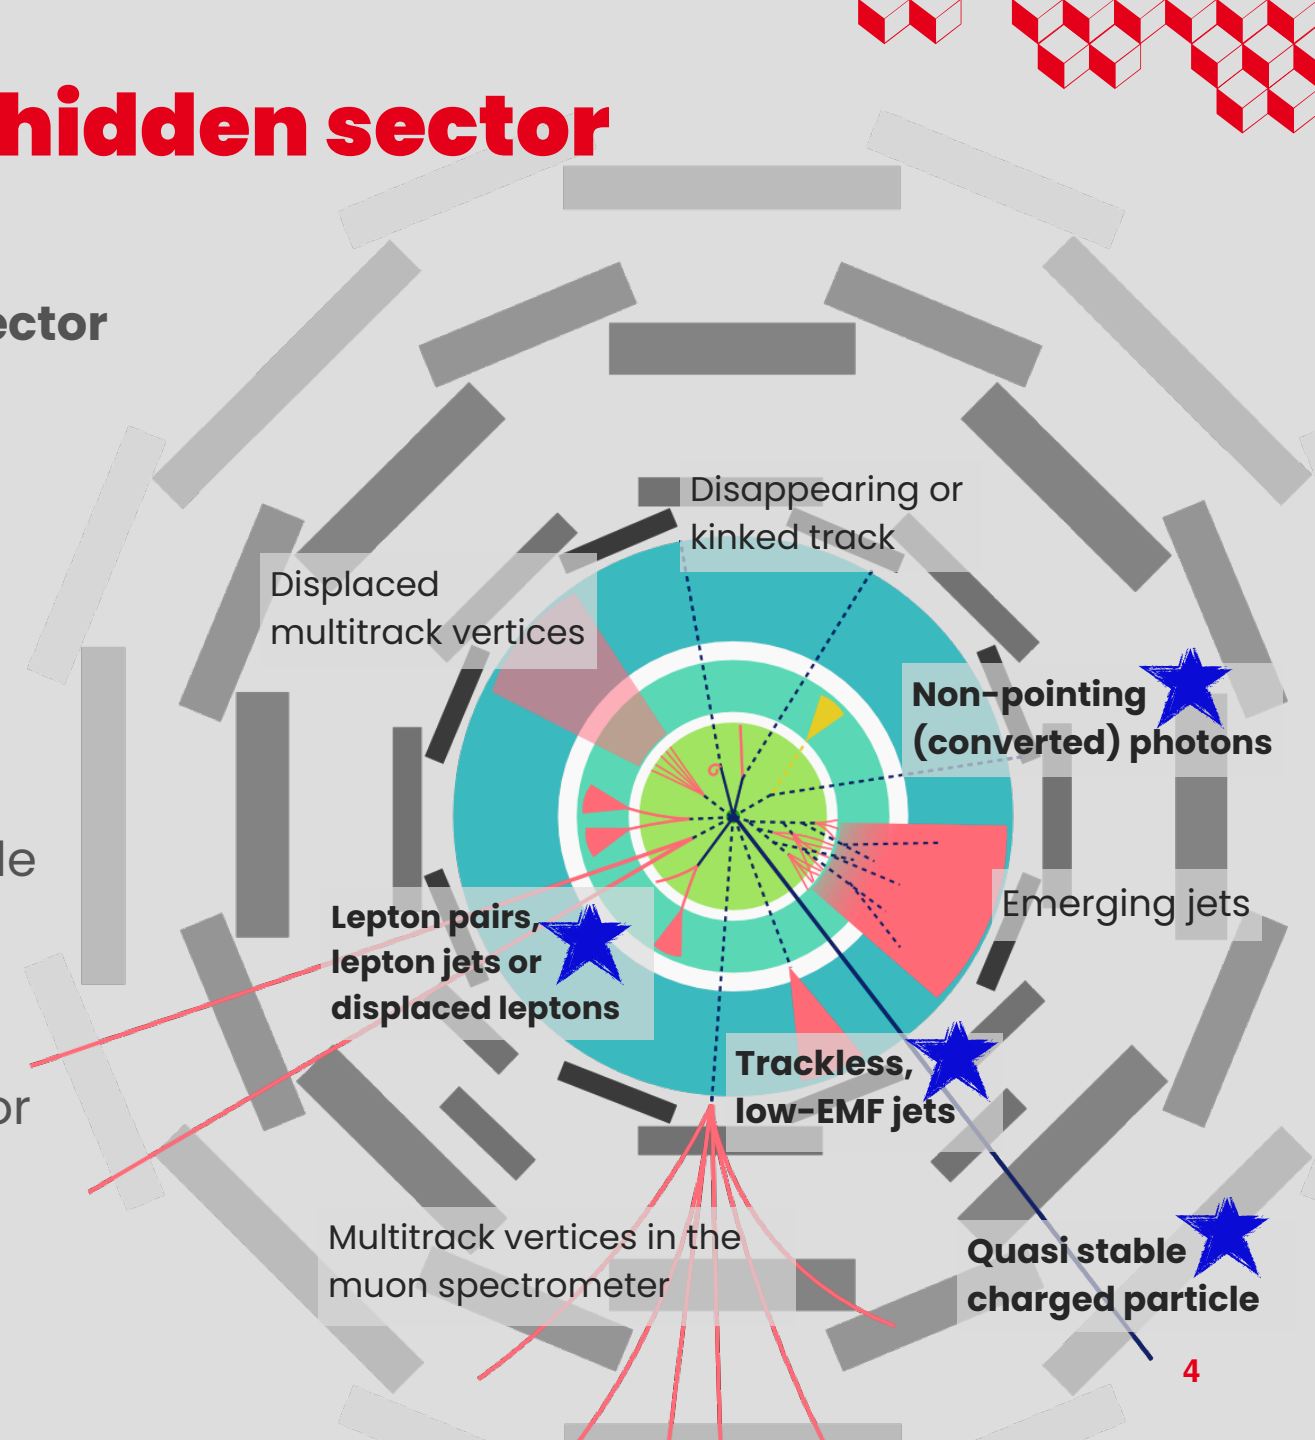 hidden sector
ector
Disappearing or
kinked track
Displaced
multitrack vertices
Non-pointing
(converted) photons
le
Emerging jets
Lepton pairs,
lepton jets or
displaced leptons
Trackless,
low-EMF jets
or
Multitrack vertices in the
muon spectrometer
Quasi stable
charged particle
4